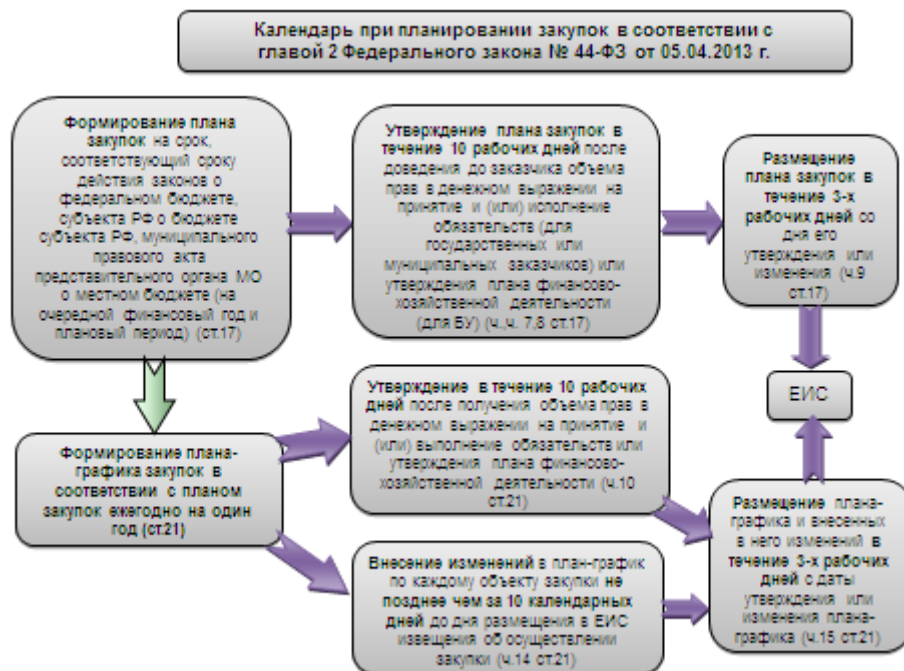 Календарь при планировании закупок в соответствии с
главой 2 Федерального закона № 44-ФЗ от 05.04.2013 г.
Формирование плана
закупок на срок,
соответствующий сроку
действия законов о
федеральном бюджете,
субъекта РФ о бюджете
субъекта РФ, муниципального
правового акта
представительного органа МО
о местном бюджете (на
очередной финансовый год и
плановый период) (ст.17)
Утверждение плана закупок в
течение 10 рабочих дней после
доведения до заказчика объема
прав в денежном выражении на
принятие и (или) исполнение
обязательств (для
государственных или
муниципальных заказчиков) или
утверждения плана финансово-
хозяйственной деятельности
(для БУ) (ч.,ч. 7,8 ст.17)
Размещение
плана закупок в
течение 3-х
рабочих дней со
дня его
утверждения или
изменения (ч.9
ст.17)
ЕИС
Формирование плана-
графика закупок в
соответствии с планом
закупок ежегодно на один
год (ст.21)
Утверждение в течение 10 рабочих
дней после получения объема прав в
денежном выражении на принятие и
(или) выполнение обязательств или
утверждения плана финансово-
хозяйственной деятельности (ч.10
ст.21)
Внесение изменений в план-график
по каждому объекту закупки не
позднее чем за 10 календарных
дней до дня размещения в ЕИС
извещения об осуществлении
закупки (ч.14 ст.21)
Размещение плана-
графика и внесенных
в него изменений в
течение 3-х рабочих
дней с даты
утверждения или
изменения плана-
графика (ч.15 ст.21)